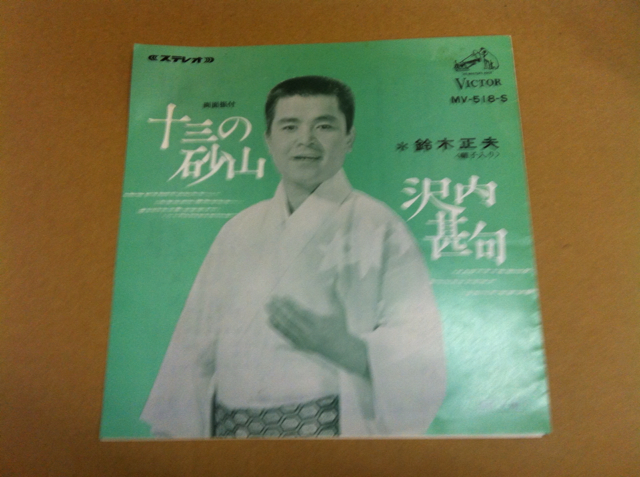 ステレオ
VICTOR
MV-518-S
十三の
砂山
鈴木正夫
沢内
甚句